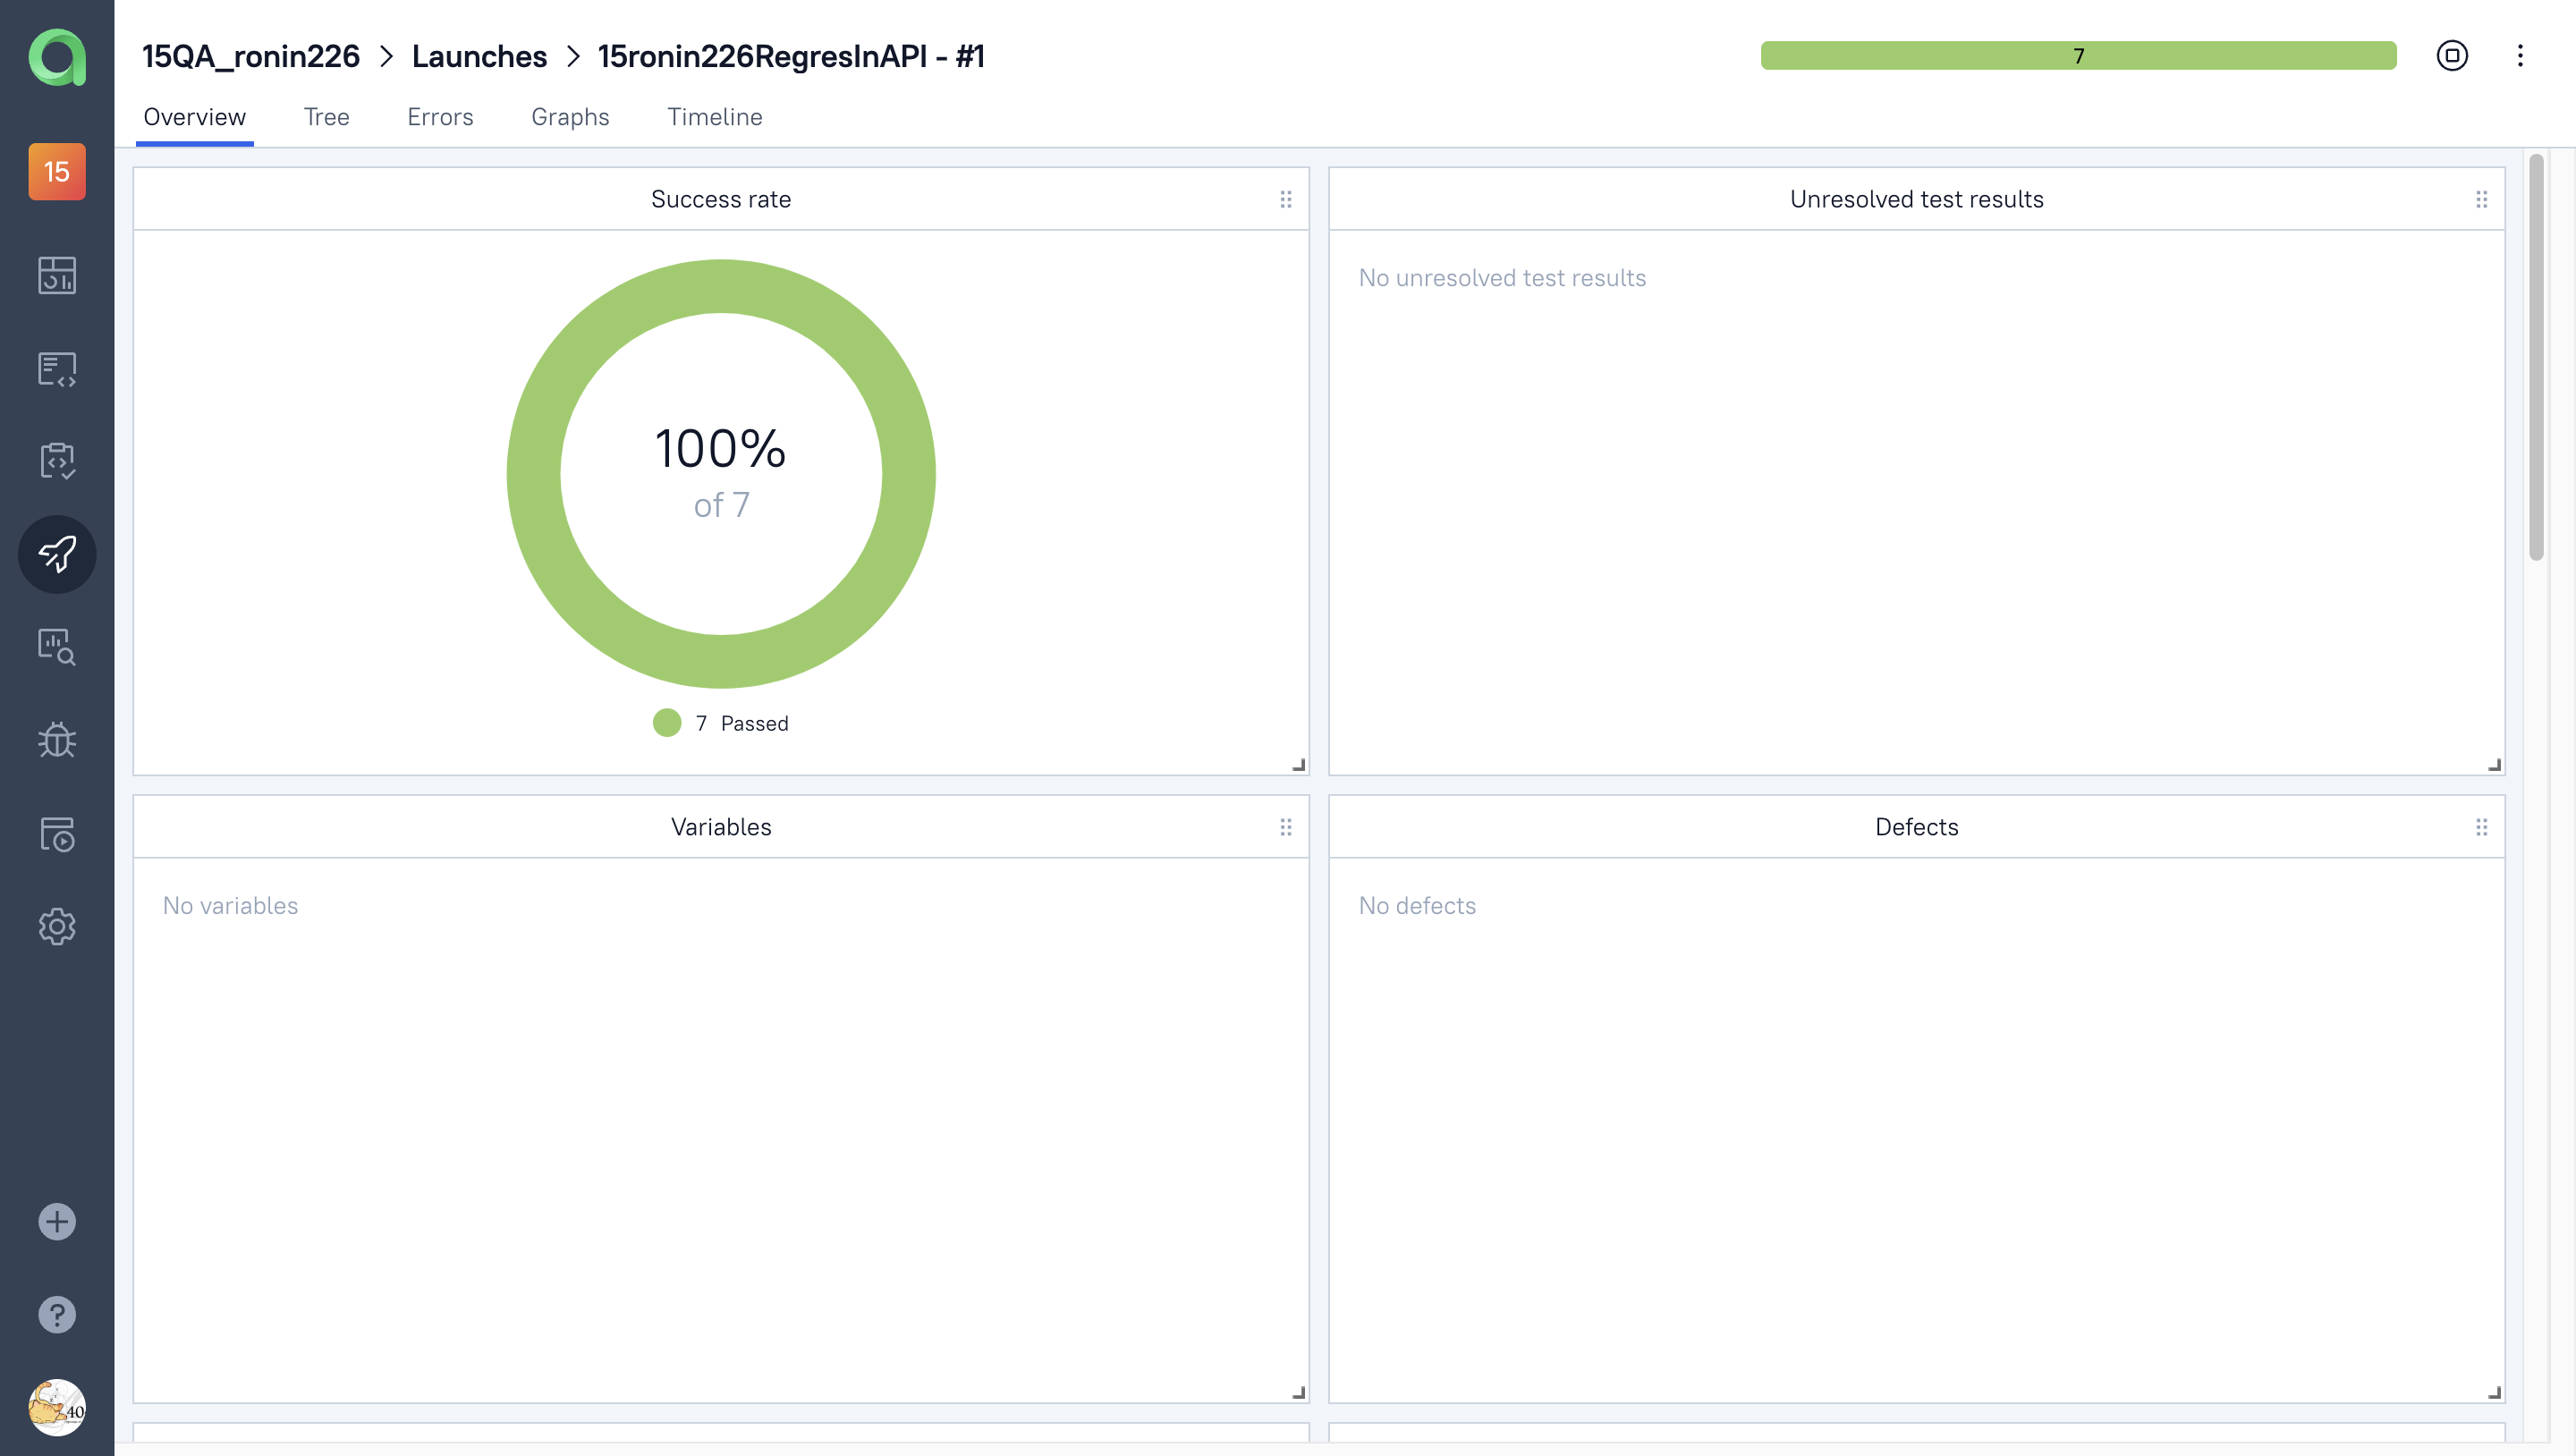 15QA_ronin226 > Launches > 15ronin226RegresInAPI - #1
7
Overview Tree Errors Graphs Timeline
15
Success rate
100%
of 7
7 Passed
Unresolved test results
No unresolved test results
Variables
No variables
Defects
No defects
40